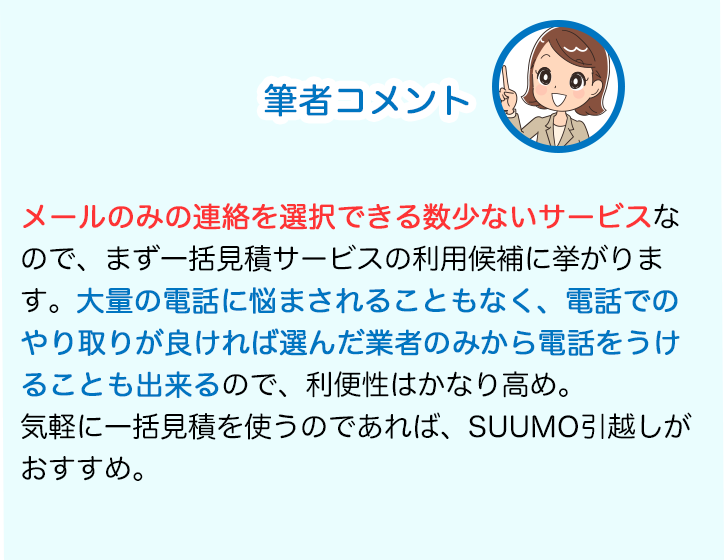 筆者コメント
メールのみの連絡を選択できる数少ないサービスな
ので、まず一括見積サービスの利用候補に挙がりま
す。大量の電話に悩まされることもなく、電話での
やり取りが良ければ選んだ業者のみから電話をうけ
ることも出来るので、利便性はかなり高め。
気軽に一括見積を使うのであれば、SUUMO引越しが
おすすめ。